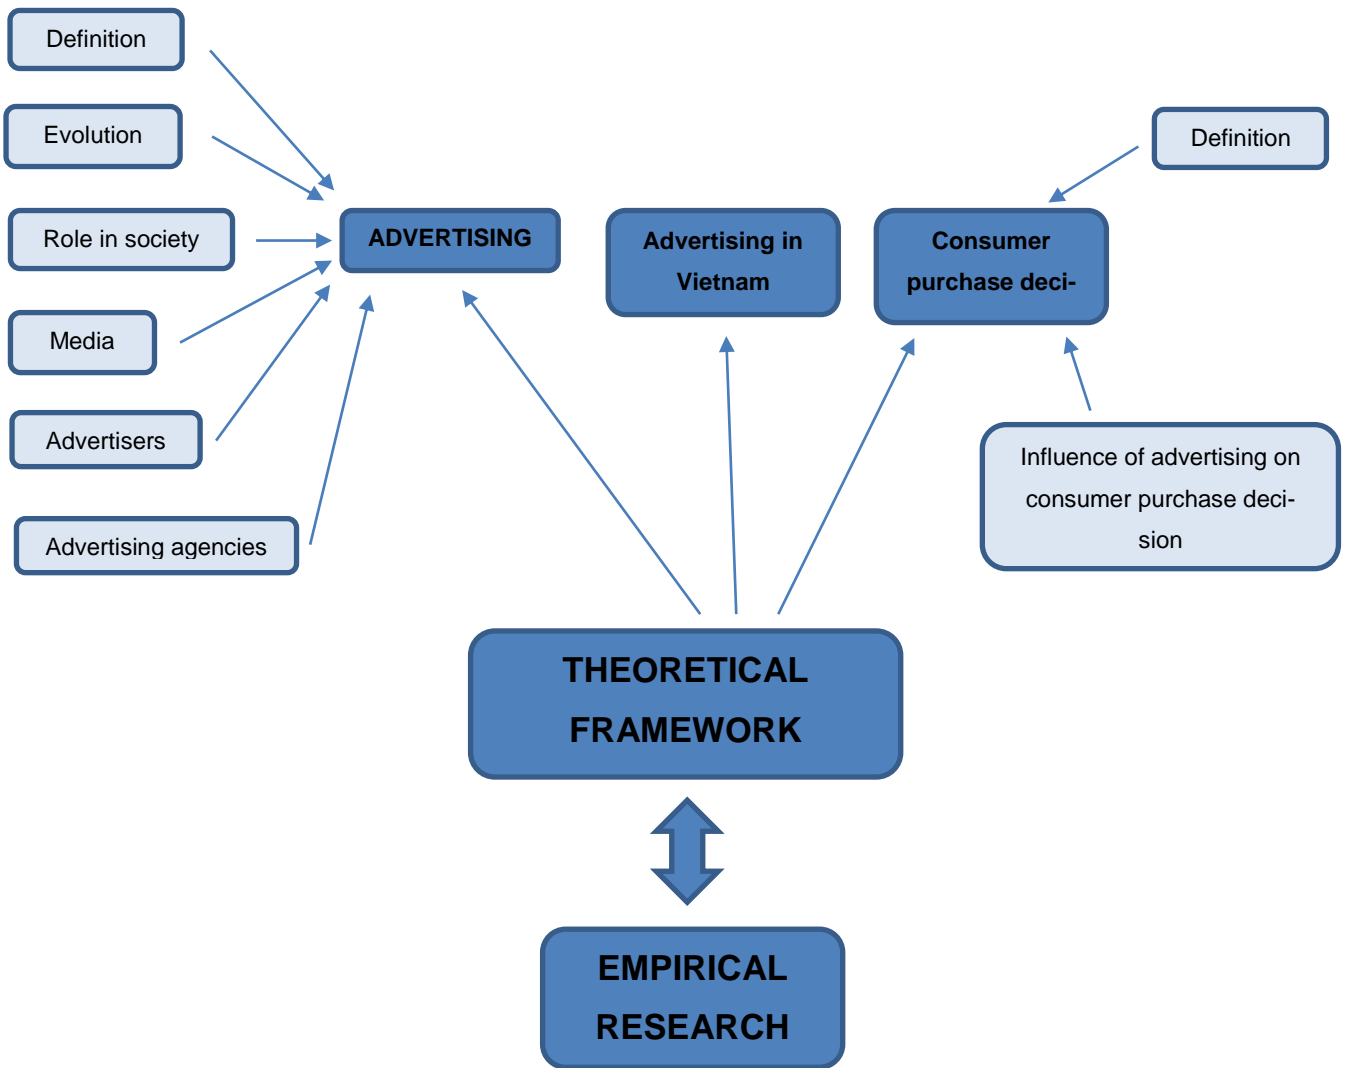 Definition
Evolution
Role in society
Media
Advertisers
Advertising agencies
ADVERTISING
Advertising in
Vietnam
Consumer
purchase deci-
Definition
Influence of advertising on
consumer purchase deci-
sion
THEORETICAL
FRAMEWORK
EMPIRICAL
RESEARCH